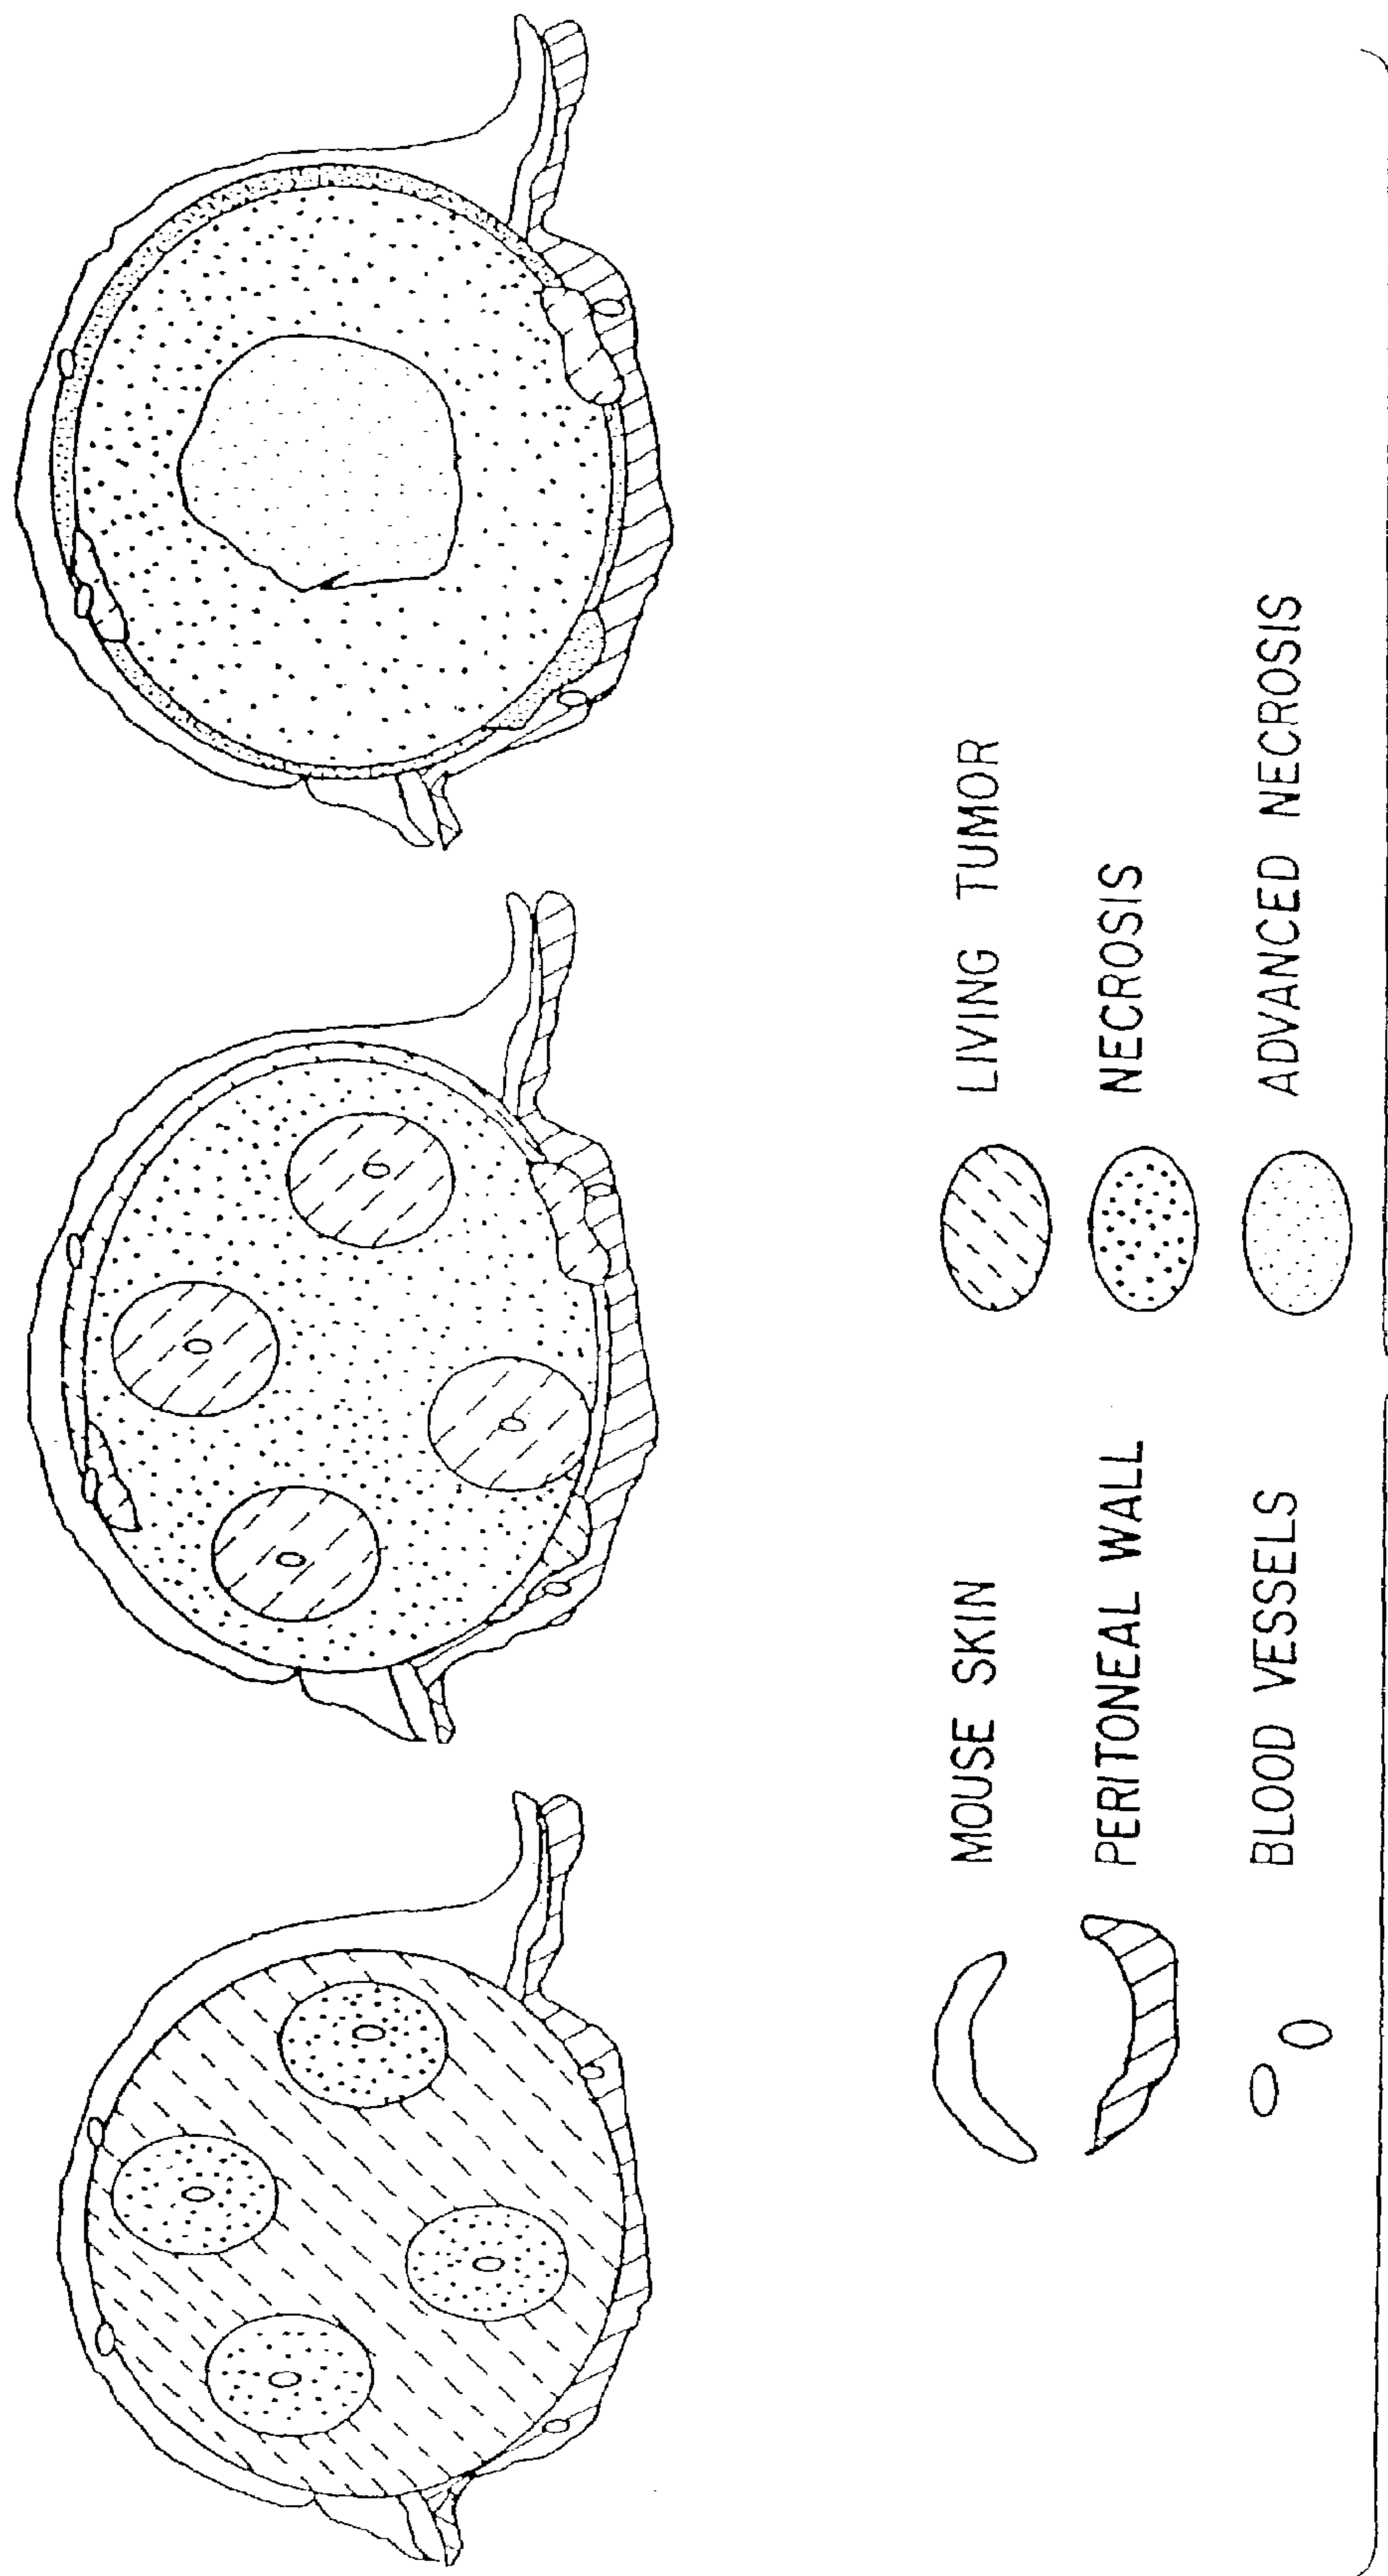 MOUSE SKIN
PERITONEAL WALL
BLOOD VESSELS
LIVING TUMOR
NECROSIS
ADVANCED NECROSIS